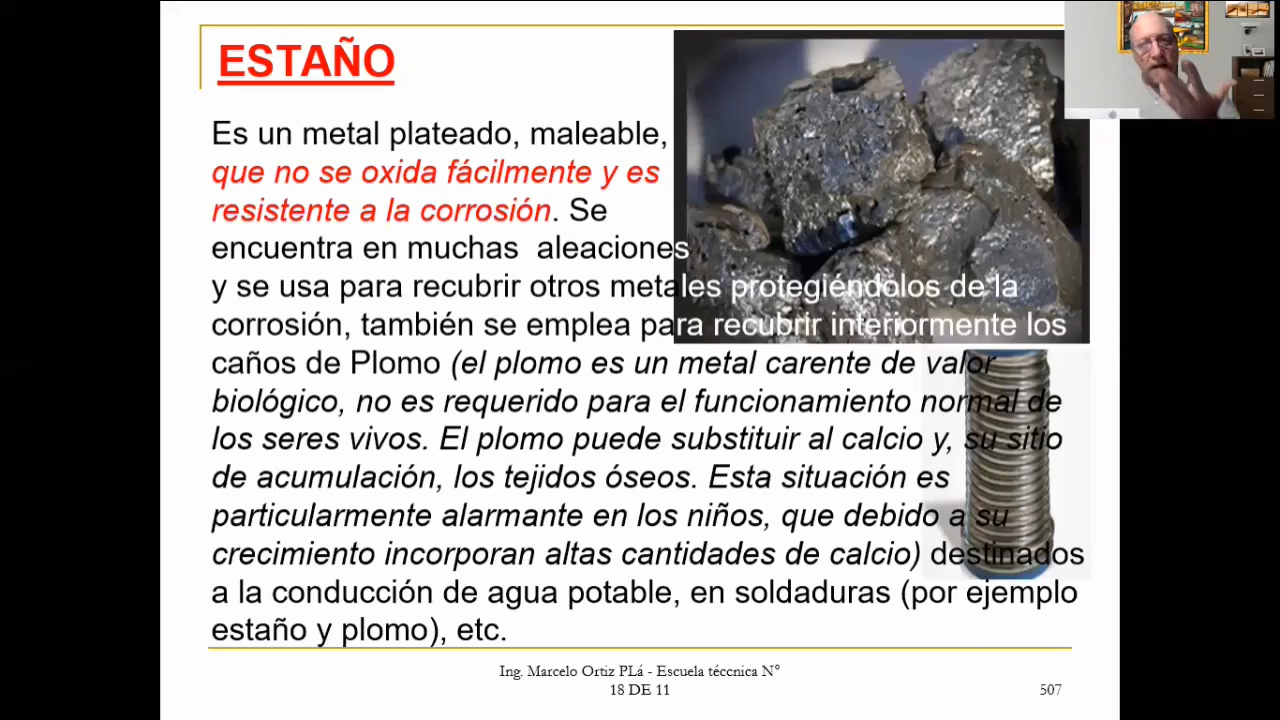 ESTAÑO
Es un metal plateado, maleable,
que no se oxida fácilmente y es
resistente a la corrosión. Se
encuentra en muchas aleaciones
y se usa para recubrir otros metales protegiéndolos de la
corrosión, también se emplea para recubrir interiormente los
caños de Plomo (el plomo es un metal carente de valor
biológico, no es requerido para el funcionamiento normal de
los seres vivos. El plomo puede substituir al calcio y, su sitio
de acumulación, los tejidos óseos. Esta situación es
particularmente alarmante en los niños, que debido a su
crecimiento incorporan altas cantidades de calcio) destinados
a la conducción de agua potable, en soldaduras (por ejemplo
estaño y plomo), etc.
Ing. Marcelo Ortiz PLá - Escuela téccnica N°
18 DE 11
507